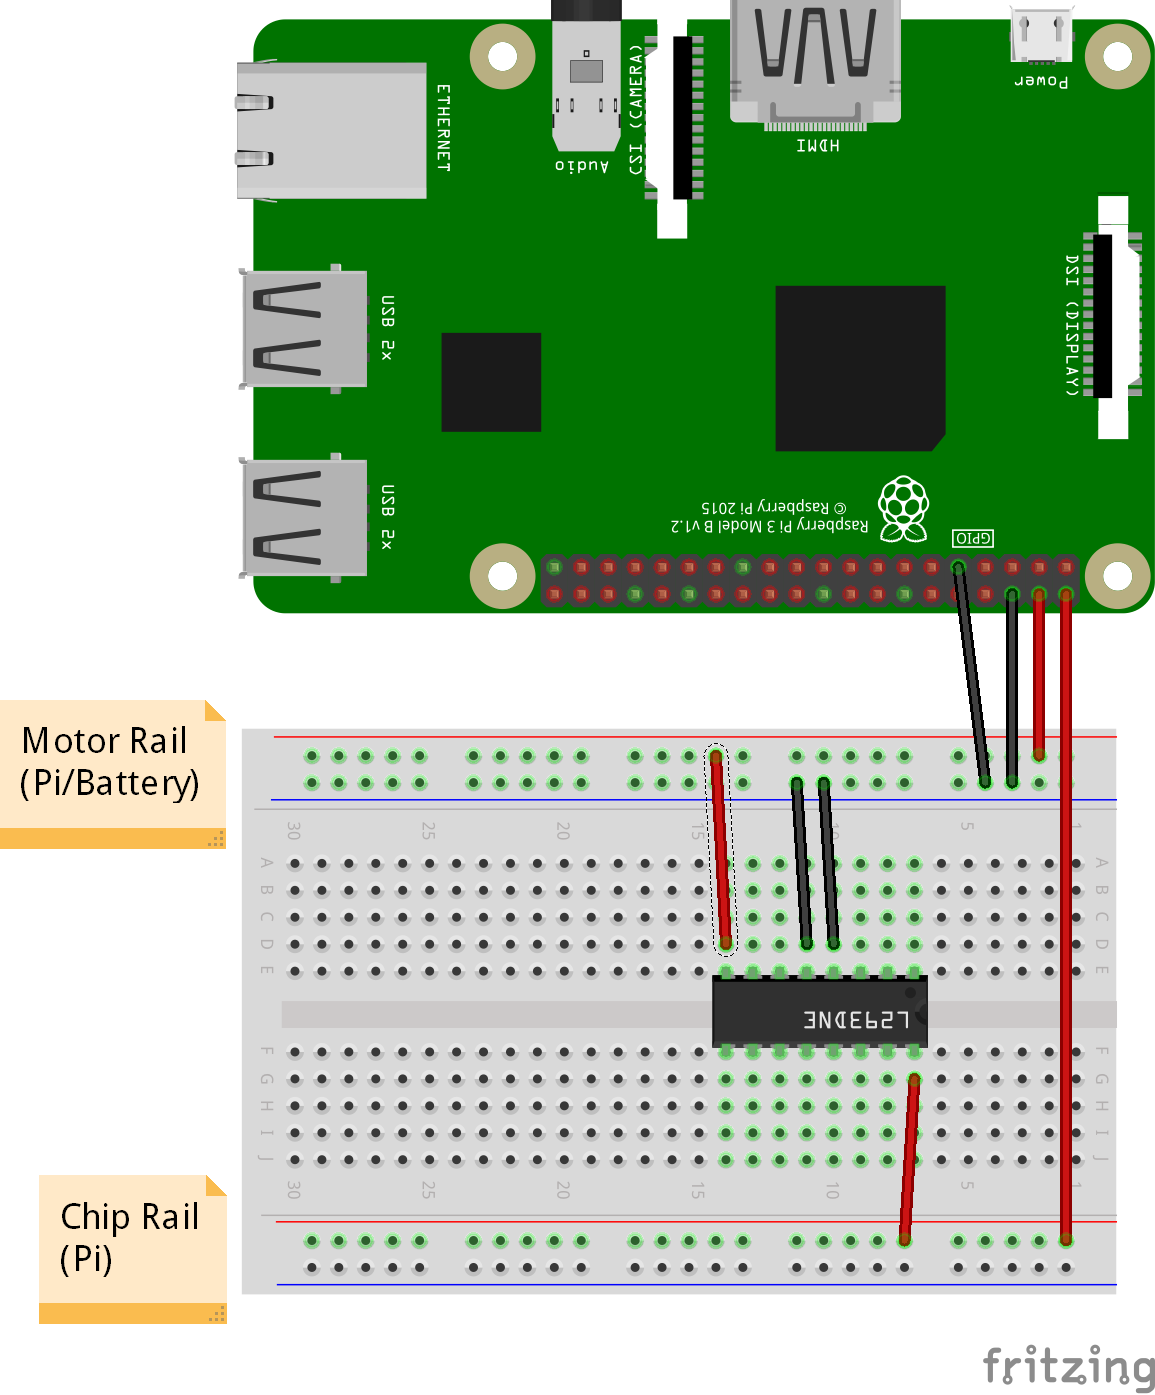 ETHERNET
Audio
CSI (CAMERA)
HDMI
Power
USB 2x
DSI (DISPLAY)
USB 2x
© Raspberry Pi 2015
Raspberry Pi 3 Model B v1.2
GPIO
Motor Rail
(Pi/Battery)
30 25 20 15 10 5 1
A A
B B
C C
D D
E E
L293DNE
F F
G G
H H
I I
J J
30 25 20 15 10 5 1
Chip Rail
(Pi)
fritzing